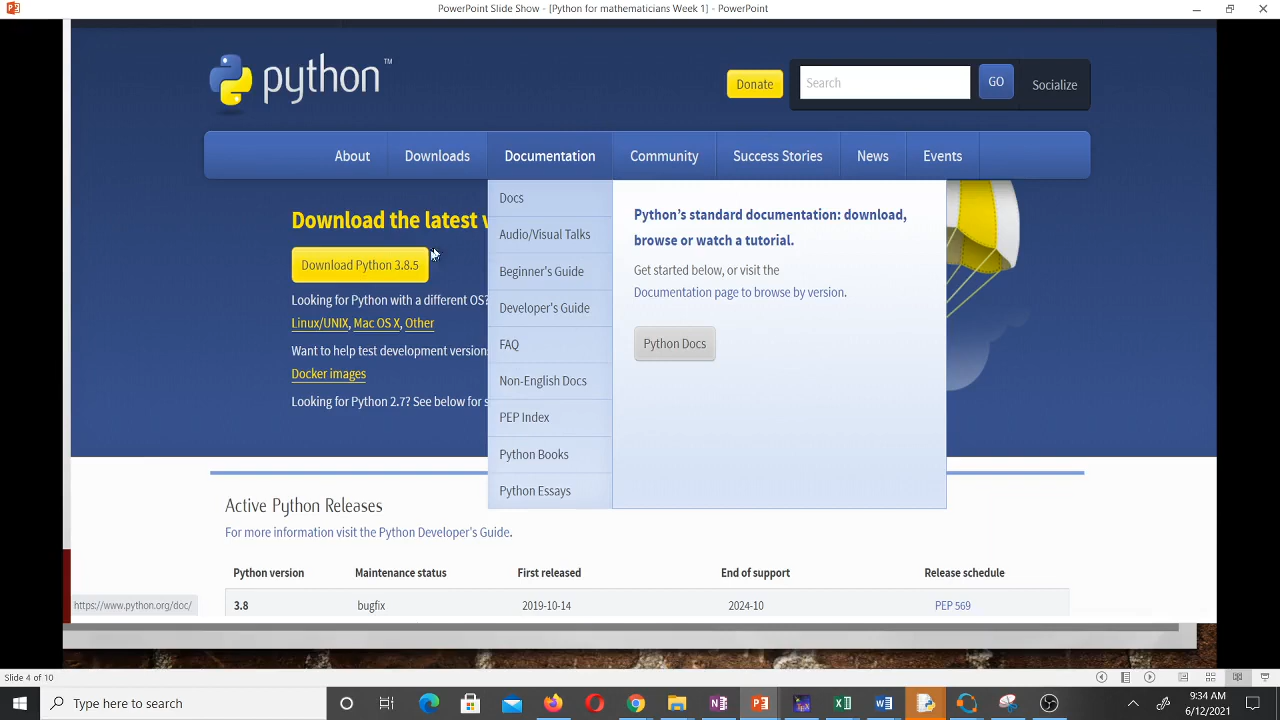 PowerPoint Slide Show - [Python for mathematicians Week 1] - PowerPoint
python™
Donate
Search
GO
Socialize
About
Downloads
Documentation
Community
Success Stories
News
Events
Download the latest v
Download Python 3.8.5
Looking for Python with a different OS?
Linux/UNIX, Mac OS X, Other
Want to help test development version
Docker images
Looking for Python 2.7? See below for s
Docs
Audio/Visual Talks
Beginner's Guide
Developer's Guide
FAQ
Non-English Docs
PEP Index
Python Books
Python Essays
Python's standard documentation: download,
browse or watch a tutorial.
Get started below, or visit the
Documentation page to browse by version.
Python Docs
Active Python Releases
For more information visit the Python Developer's Guide.
Python version Maintenance status First released End of support Release schedule
3.8 bugfix 2019-10-14 2024-10 PEP 569
https://www.python.org/doc/
Slide 4 of 10
Type here to search
9:34 AM
6/12/2021